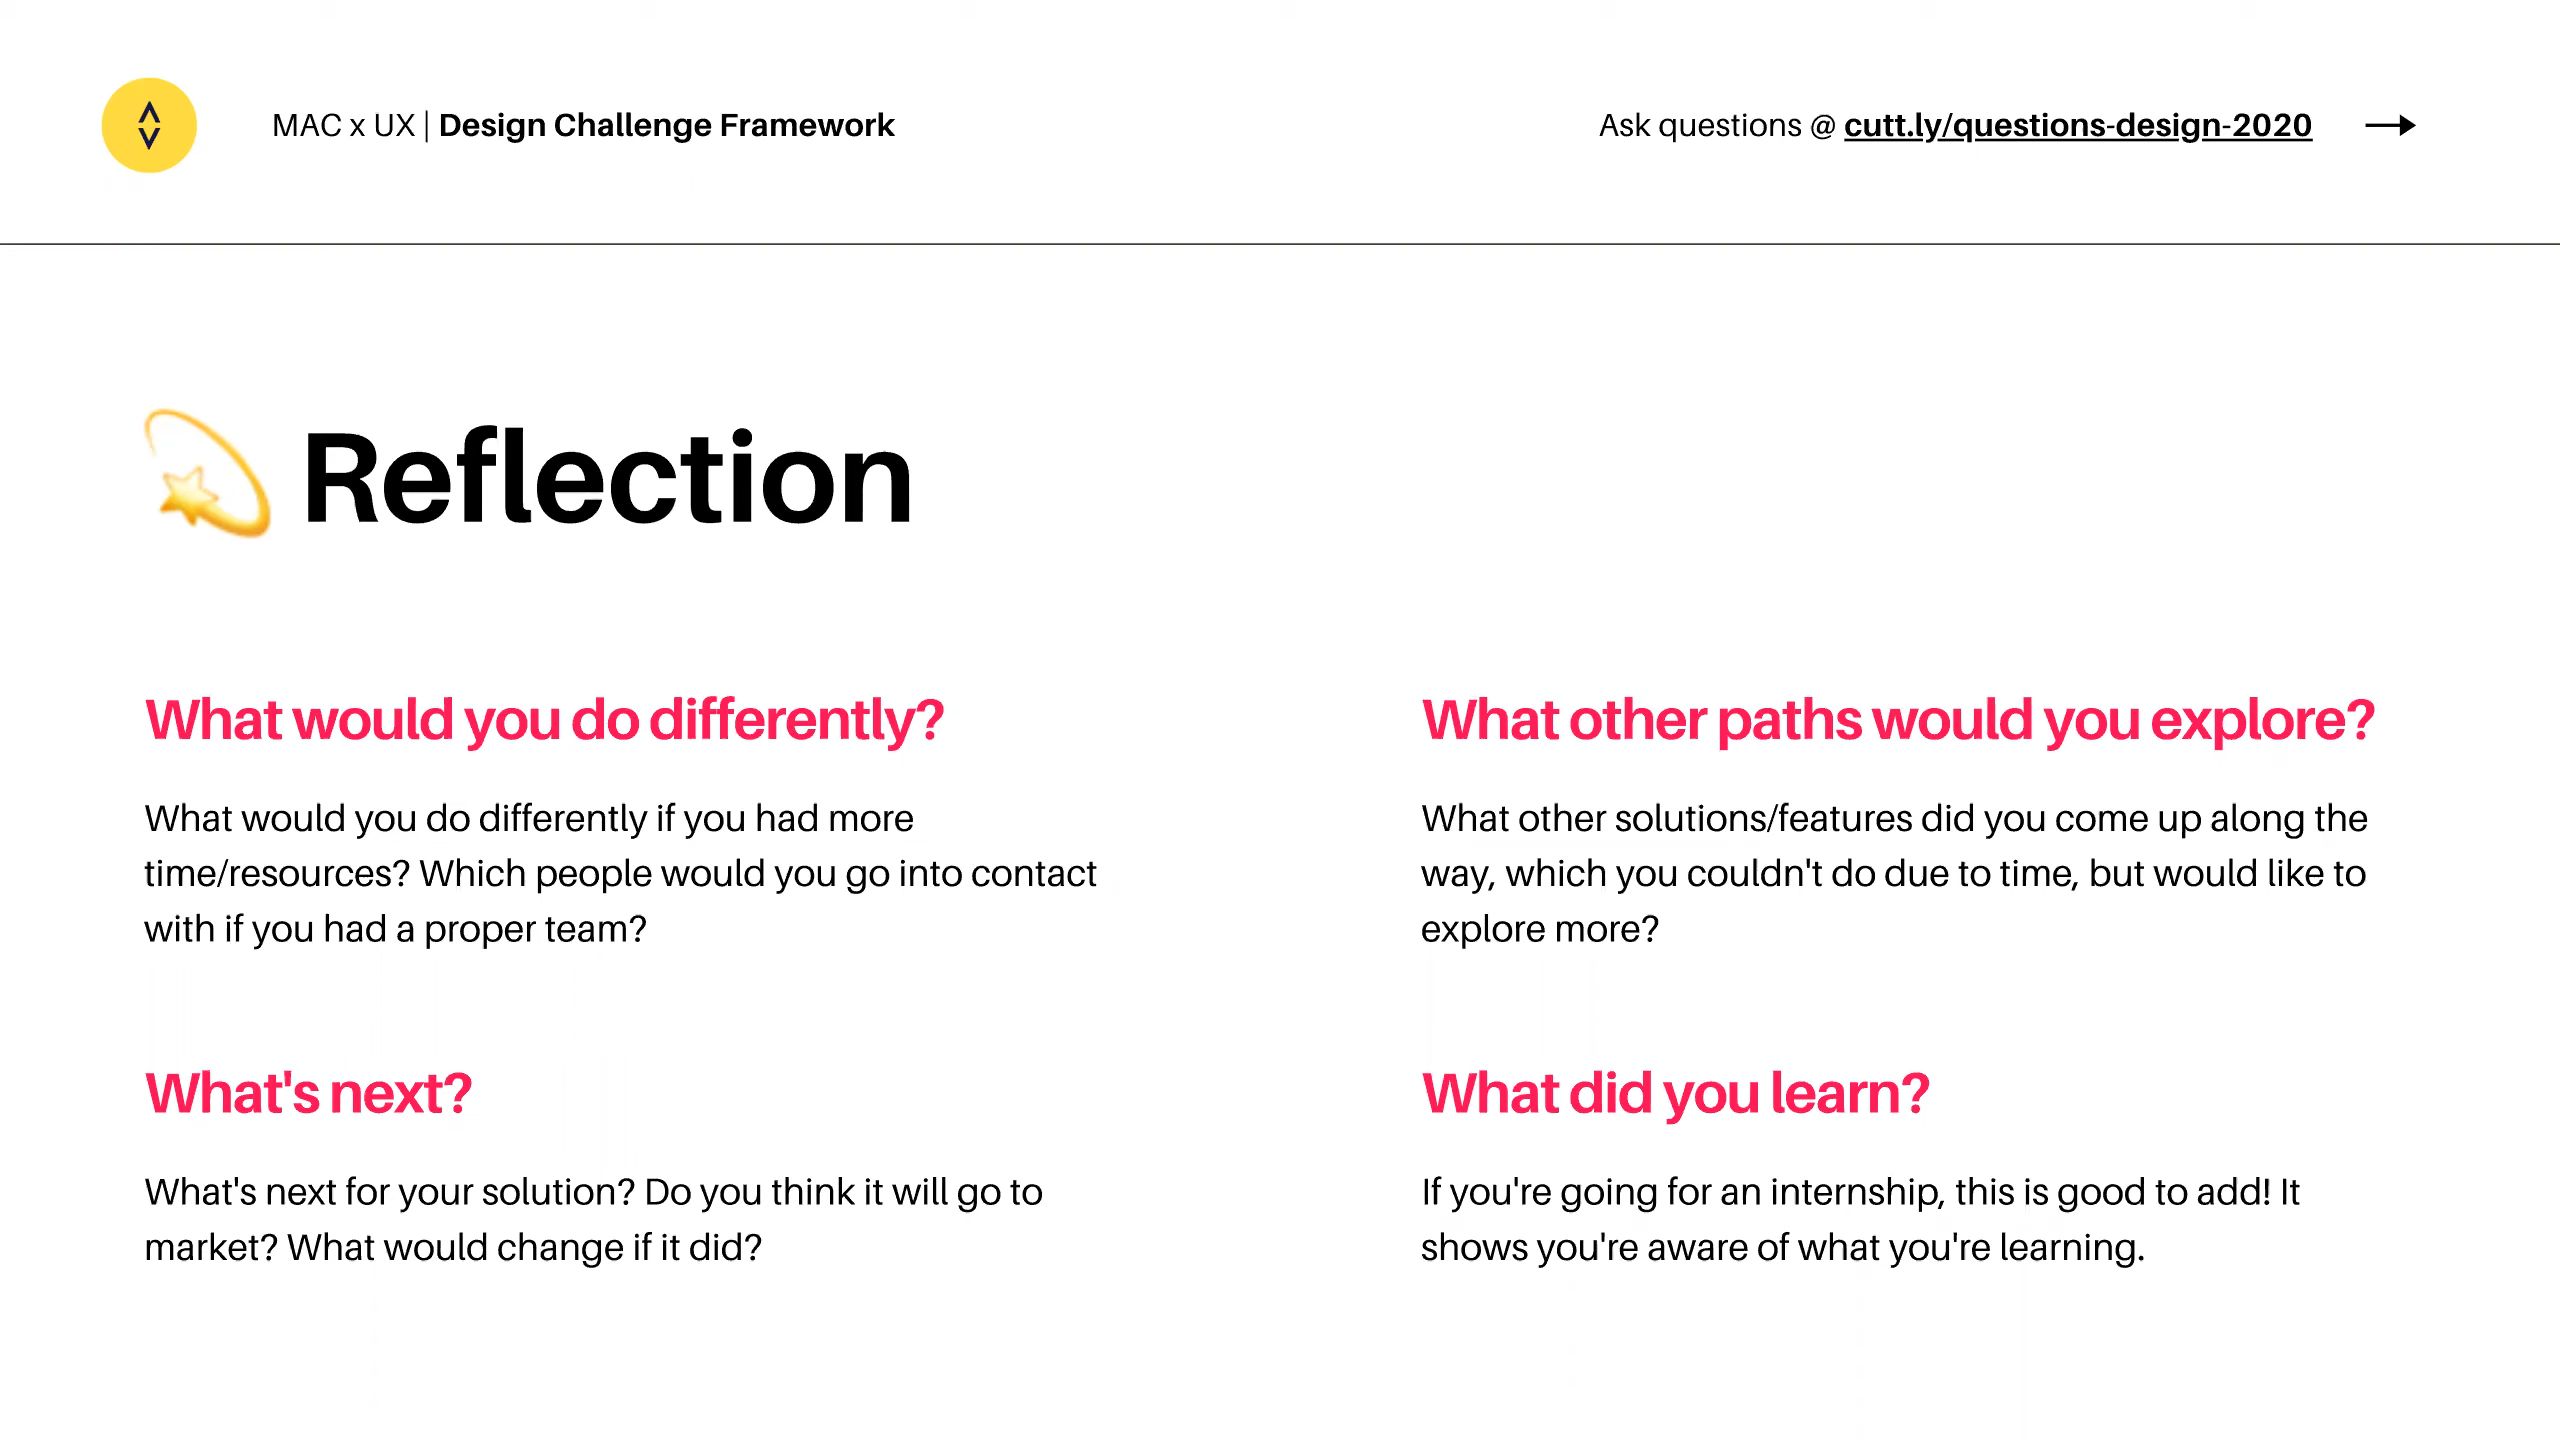 MAC x UX | Design Challenge Framework
Ask questions @ cutt.ly/questions-design-2020
Reflection
What would you do differently?
What would you do differently if you had more
time/resources? Which people would you go into contact
with if you had a proper team?
What other paths would you explore?
What other solutions/features did you come up along the
way, which you couldn't do due to time, but would like to
explore more?
What's next?
What's next for your solution? Do you think it will go to
market? What would change if it did?
What did you learn?
If you're going for an internship, this is good to add! It
shows you're aware of what you're learning.